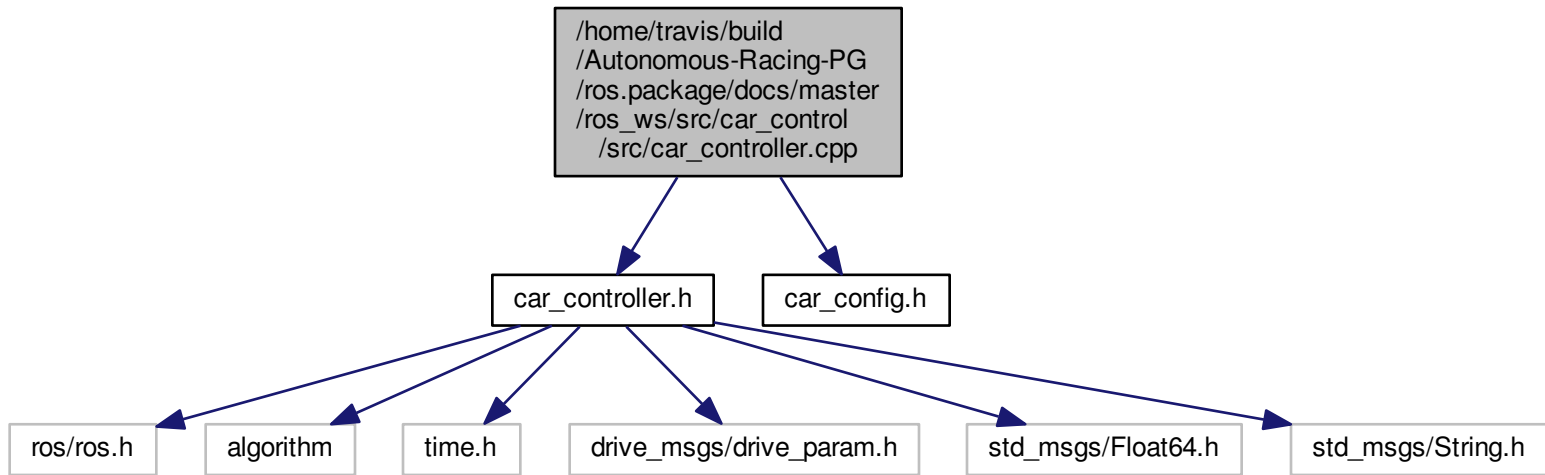 /home/travis/build
/Autonomous-Racing-PG
/ros.package/docs/master
/ros_ws/src/car_control
/src/car_controller.cpp
car_controller.h
car_config.h
ros/ros.h
algorithm
time.h
drive_msgs/drive_param.h
std_msgs/Float64.h
std_msgs/String.h